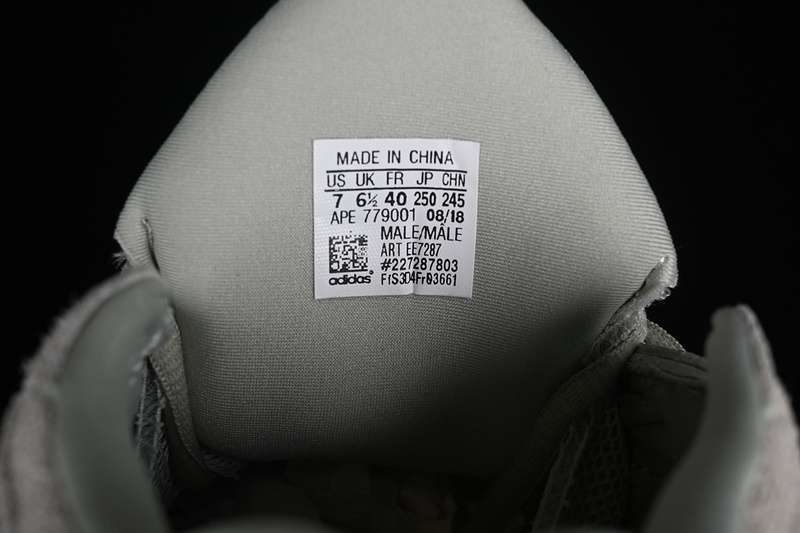 MADE IN CHINA
US UK FR JP CHN
7 6½ 40 250 245
APE 779001 08/18
MALE/MÂLE
ART EE7287
#227287803
adidas®